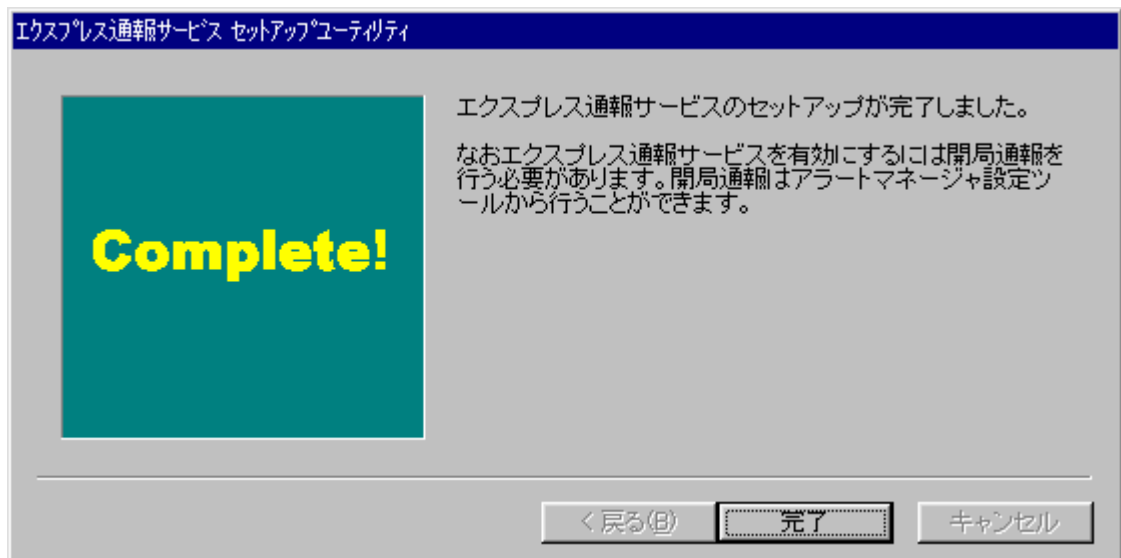 ｴｸｽﾌﾟﾚｽ通報ｻｰﾋﾞｽ ｾｯﾄｱｯﾌﾟﾕｰﾃｨﾘﾃｨ
エクスプレス通報サービスのセットアップが完了しました。
なおエクスプレス通報サービスを有効にするには開局通報を
行う必要があります。開局通報はアラートマネージャ設定ツ
ールから行うことができます。
Complete!
< 戻る(B)
完了
キャンセル